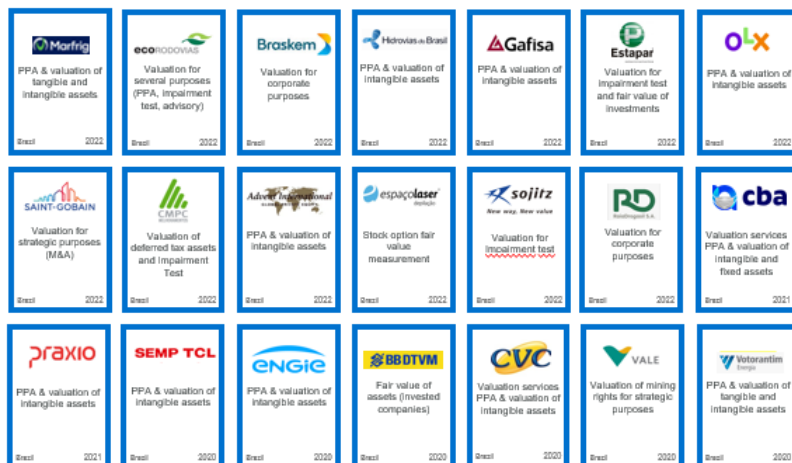 Marfrig
PPA & valuation of
tangible and
intangible assets
Brazil 2022
ecorodovias
Valuation for
several purposes
(PPA, impairment
test, advisory)
Brazil 2022
Braskem
Valuation for
corporate
purposes
Brazil 2022
Hidrovias do Brasil
PPA & valuation of
intangible assets
Brazil 2022
Gafisa
PPA & valuation of
intangible assets
Brazil 2022
Estapar
Valuation for
impairment test
and fair value of
investments
Brazil 2022
OLX
PPA & valuation of
intangible assets
Brazil 2022
SAINT-GOBAIN
Valuation for
strategic purposes
(M&A)
Brazil 2022
CMPC
Valuation of
deferred tax assets
and Impairment
Test
Brazil 2022
Advent International
GLOBAL PRIVATE EQUITY
PPA & valuation of
intangible assets
Brazil 2022
espaçolaser
depilação
Stock option fair
value
measurement
Brazil 2022
sojitz
New way, New value
Valuation for
Impairment test
Brazil 2022
RD
RaiaDrogasil S.A.
Valuation for
corporate
purposes
Brazil 2022
cba
Valuation services
PPA & valuation of
intangible and
fixed assets
Brazil 2021
praxio
PPA & valuation of
intangible assets
Brazil 2021
SEMP TCL
PPA & valuation of
intangible assets
Brazil 2020
ENGIE
PPA & valuation of
intangible assets
Brazil 2020
BB DTVM
Fair value of
assets (invested
companies)
Brazil 2020
CVC
Valuation services
PPA & valuation of
intangible assets
Brazil 2020
VALE
Valuation of mining
rights for strategic
purposes
Brazil 2020
Votorantim
Energia
PPA & valuation of
tangible and
intangible assets
Brazil 2020